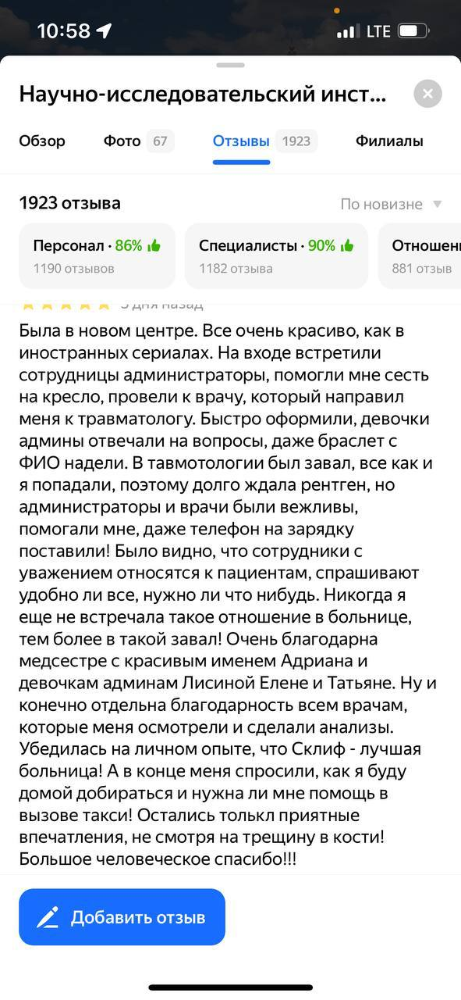 10:58
LTE
Научно-исследовательский инст...
Обзор
Фото 67
Отзывы 1923
Филиалы
1923 отзыва
По новизне
Персонал · 86%
1190 отзывов
Специалисты · 90%
1182 отзыва
Отношен
881 отзыв
дня назад
Была в новом центре. Все очень красиво, как в
иностранных сериалах. На входе встретили
сотрудницы администраторы, помогли мне сесть
на кресло, провели к врачу, который направил
меня к травматологу. Быстро оформили, девочки
админы отвечали на вопросы, даже браслет с
ФИО надели. В тавмотологии был завал, все как и
я попадали, поэтому долго ждала рентген, но
администраторы и врачи были вежливы,
помогали мне, даже телефон на зарядку
поставили! Было видно, что сотрудники с
уважением относятся к пациентам, спрашивают
удобно ли все, нужно ли что нибудь. Никогда я
еще не встречала такое отношение в больнице,
тем более в такой завал! Очень благодарна
медсестре с красивым именем Адриана и
девочкам админам Лисиной Елене и Татьяне. Ну и
конечно отдельна благодарность всем врачам,
которые меня осмотрели и сделали анализы.
Убедилась на личном опыте, что Склиф - лучшая
больница! А в конце меня спросили, как я буду
домой добираться и нужна ли мне помощь в
вызове такси! Остались толькл приятные
впечатления, не смотря на трещину в кости!
Большое человеческое спасибо!!!
Добавить отзыв